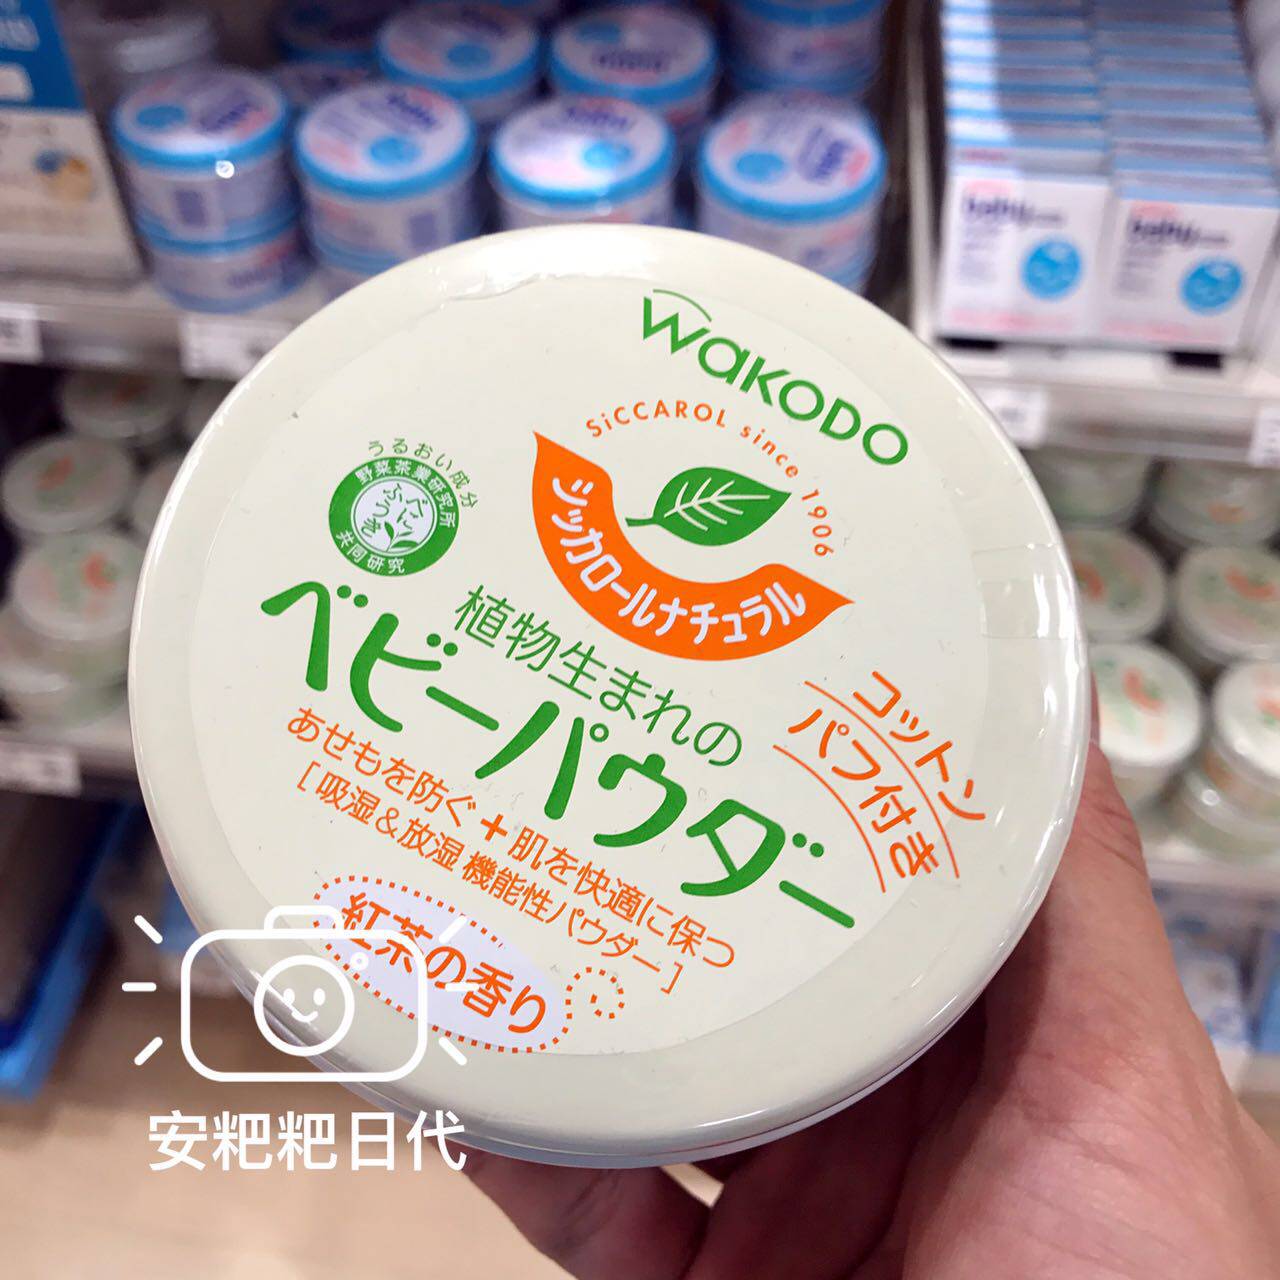 wakodo
SiCCAROL since 1906
シッカロールナチュラル
うるおい成分
野菜茶業研究所
べに
ふうき
共同研究
植物生まれの
ベビーパウダー
コットン
パフ付き
あせもを防ぐ+肌を快適に保つ
[吸湿&放湿 機能性パウダー]
紅茶の香り
安粑粑日代
baby
baby